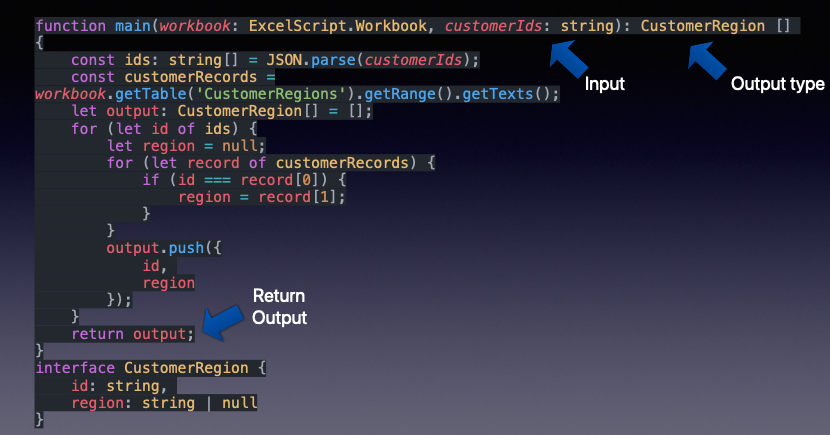 function main(workbook: ExcelScript.Workbook, customerIds: string): CustomerRegion []
{
    const ids: string[] = JSON.parse(customerIds);
    const customerRecords =
workbook.getTable('CustomerRegions').getRange().getTexts();
    let output: CustomerRegion[] = [];
    for (let id of ids) {
        let region = null;
        for (let record of customerRecords) {
            if (id === record[0]) {
                region = record[1];
            }
        }
        output.push({
            id,
            region
        });
    }
    return output;
}
interface CustomerRegion {
    id: string,
    region: string | null
}
Input
Output type
Return
Output